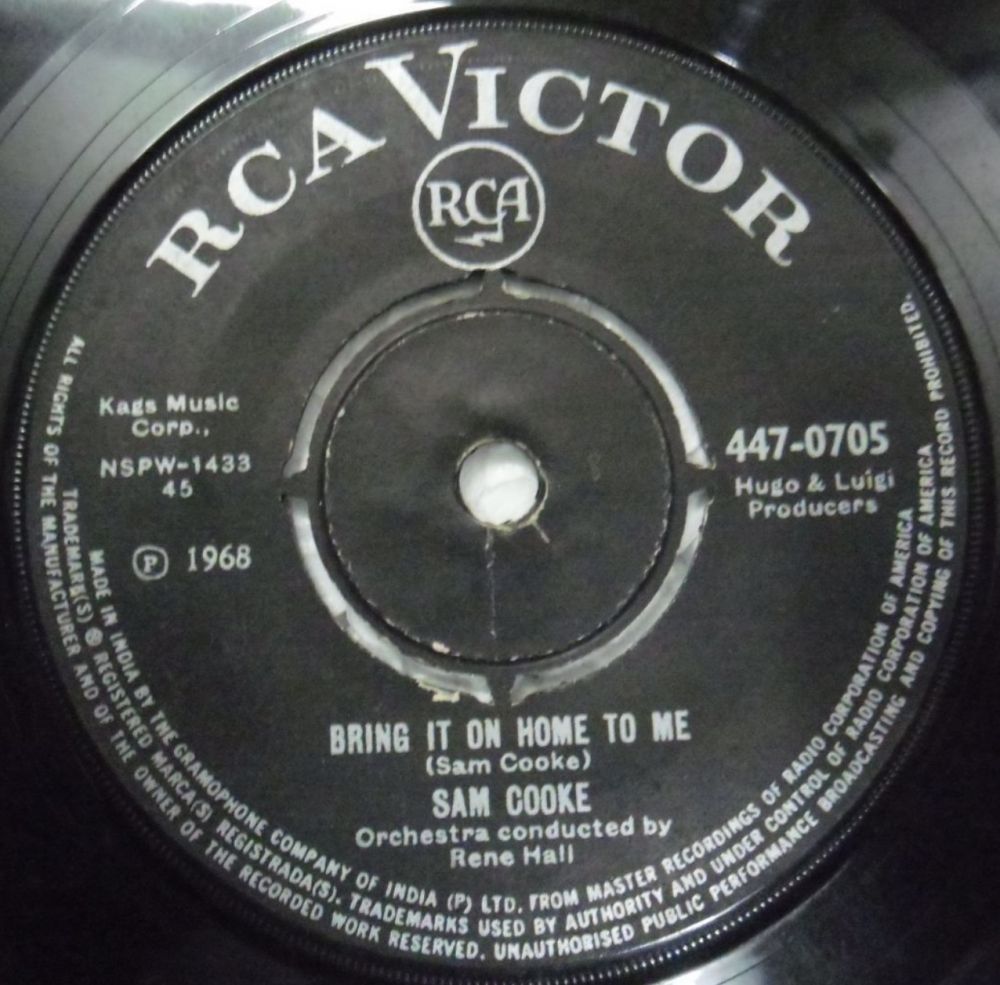 RCA VICTOR
RCA
Kags Music
Corp.,
NSPW-1433
45
℗ 1968
447-0705
Hugo & Luigi
Producers
BRING IT ON HOME TO ME
(Sam Cooke)
SAM COOKE
Orchestra conducted by
Rene Hall
MADE IN INDIA BY THE GRAMOPHONE COMPANY OF INDIA (P) LTD. FROM MASTER RECORDINGS OF RADIO CORPORATION OF AMERICA
TRADEMARK(S) ® REGISTERED MARCA(S) REGISTRADA(S). TRADEMARKS USED BY AUTHORITY AND UNDER CONTROL OF RADIO CORPORATION OF AMERICA
ALL RIGHTS OF THE MANUFACTURER AND OF THE OWNER OF THE RECORDED WORK RESERVED. UNAUTHORISED PUBLIC PERFORMANCE BROADCASTING AND COPYING OF THIS RECORD PROHIBITED.